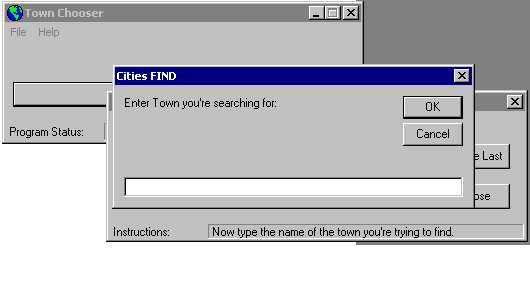 Town Chooser
File Help
Cities FIND
Enter Town you're searching for:
OK
Cancel
Program Status:
Last
Instructions:
Now type the name of the town you're trying to find.